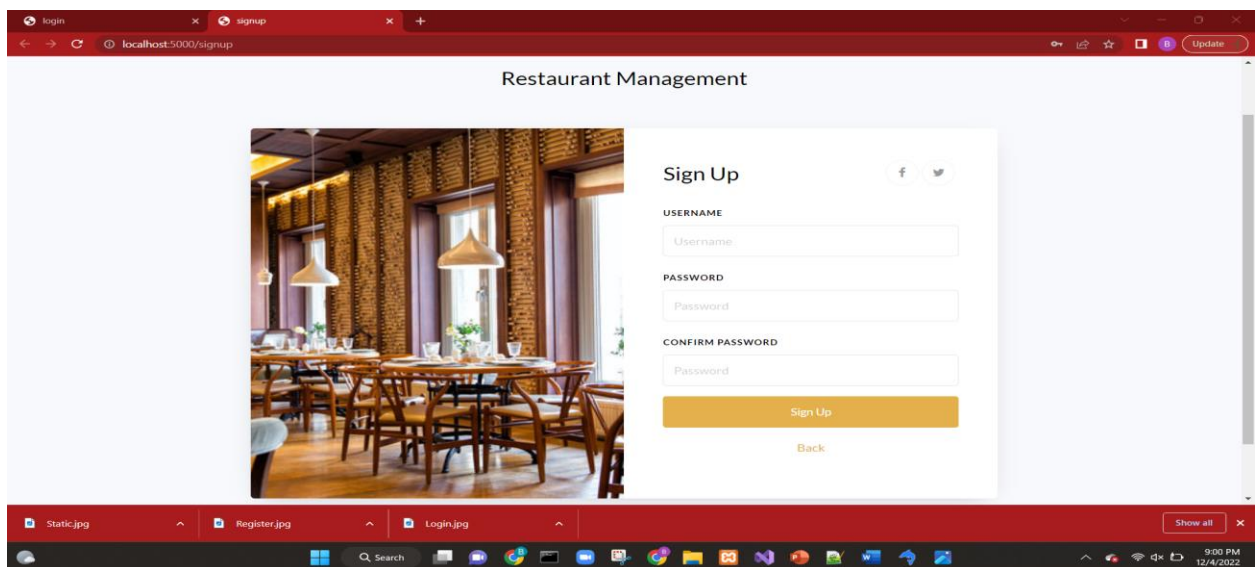 login
signup
localhost:5000/signup
B
Update
Restaurant Management
Sign Up
USERNAME
Username
PASSWORD
Password
CONFIRM PASSWORD
Password
Sign Up
Back
Static.jpg
Register.jpg
Login.jpg
Show all
Search
9:00 PM
12/4/2022